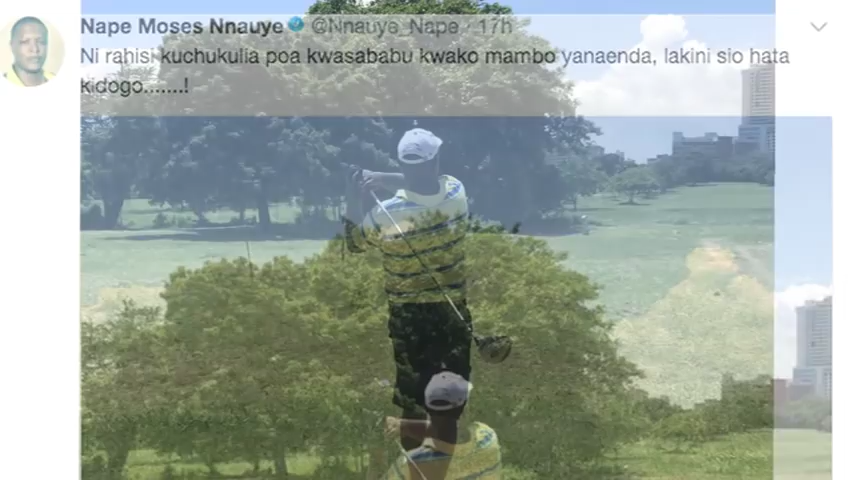 Nape Moses Nnauye @Nnauye_Nape · 17h
Ni rahisi kuchukulia poa kwasababu kwako mambo yanaenda, lakini sio hata
kidogo.......!